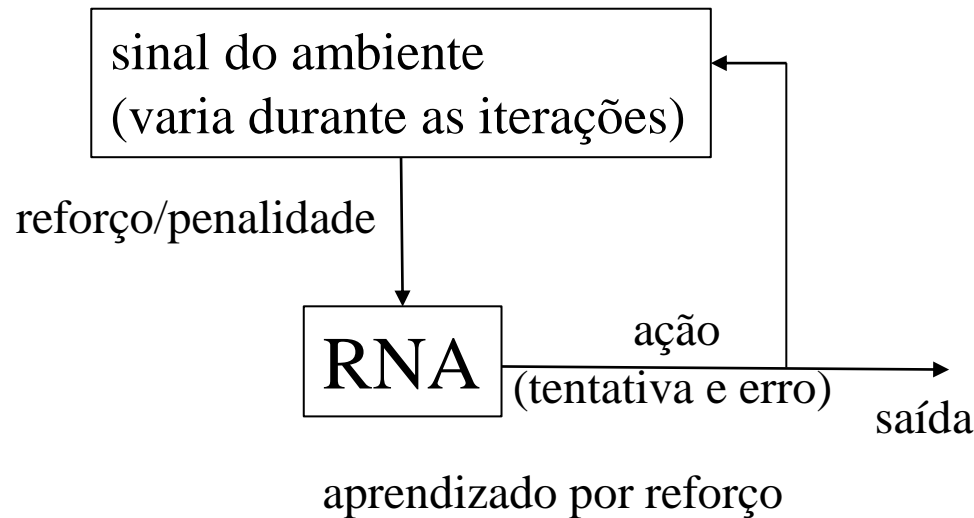 sinal do ambiente
(varia durante as iterações)
reforço/penalidade
RNA
ação
(tentativa e erro)
saída
aprendizado por reforço